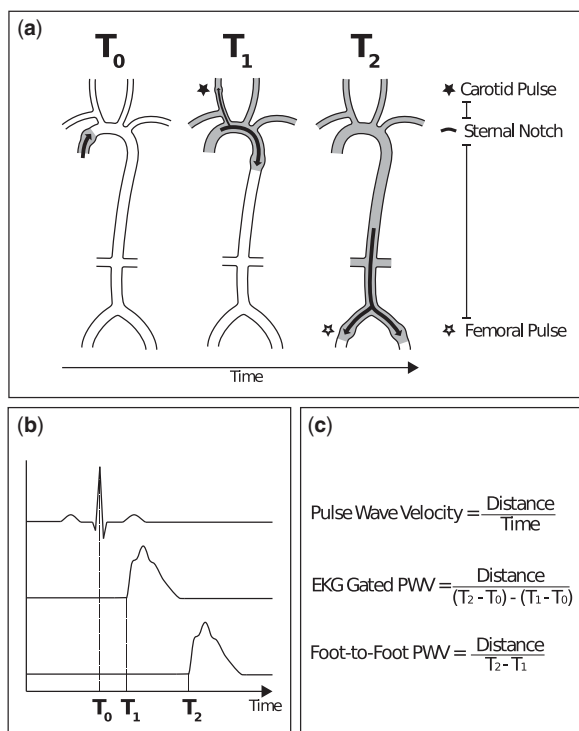 (a)
T0 T1 T2
★ Carotid Pulse
Sternal Notch
☆ Femoral Pulse
Time
(b)
T0 T1 T2 Time
(c)
Pulse Wave Velocity = Distance / Time
EKG Gated PWV = Distance / (T2 - T0) - (T1 - T0)
Foot-to-Foot PWV = Distance / T2 - T1